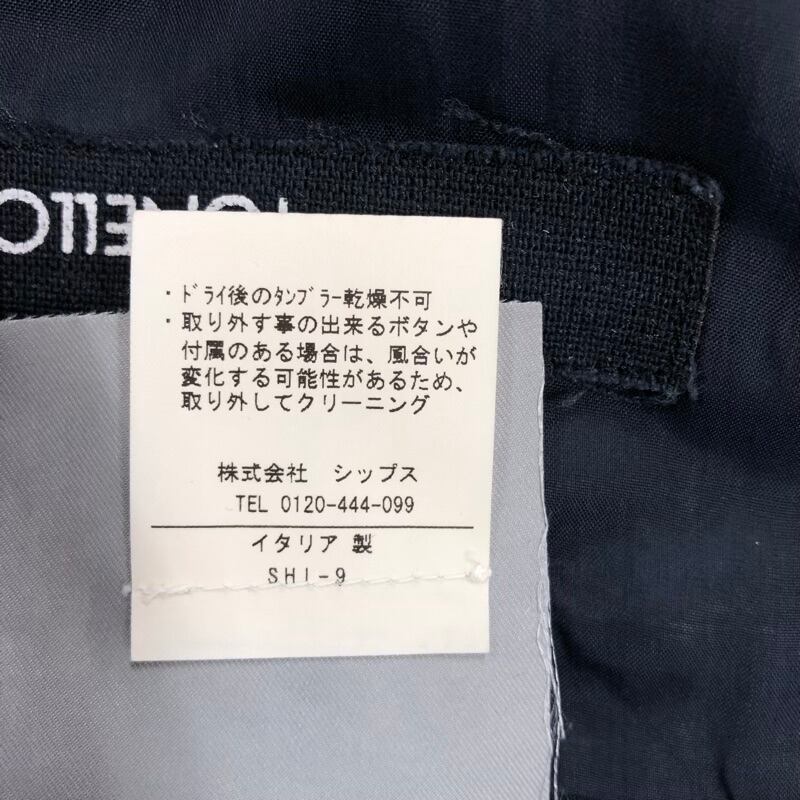 TONELLO
・ﾄﾞﾗｲ後のﾀﾝﾌﾞﾗｰ乾燥不可
・取り外す事の出来るボタンや
付属のある場合は、風合いが
変化する可能性があるため、
取り外してクリーニング
株式会社　シップス
TEL 0120-444-099
イタリア 製
SHI-9